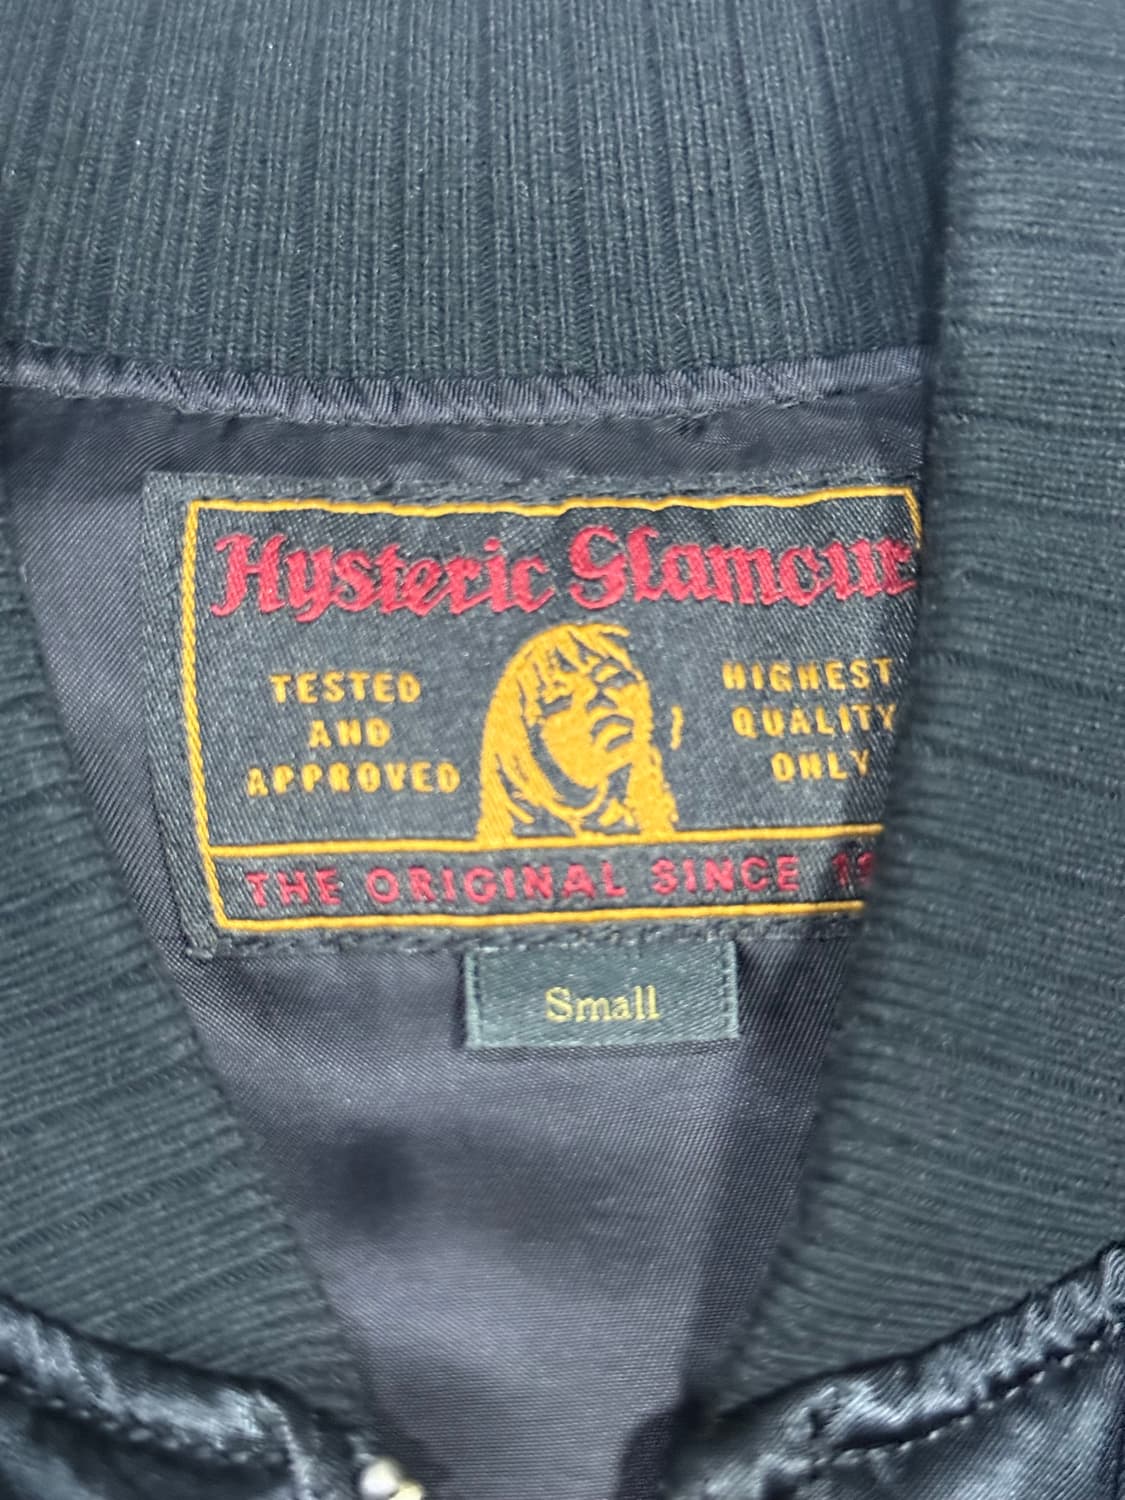 Hysteric Glamour
TESTED
AND
APPROVED
HIGHEST
QUALITY
ONLY
THE ORIGINAL SINCE
Small